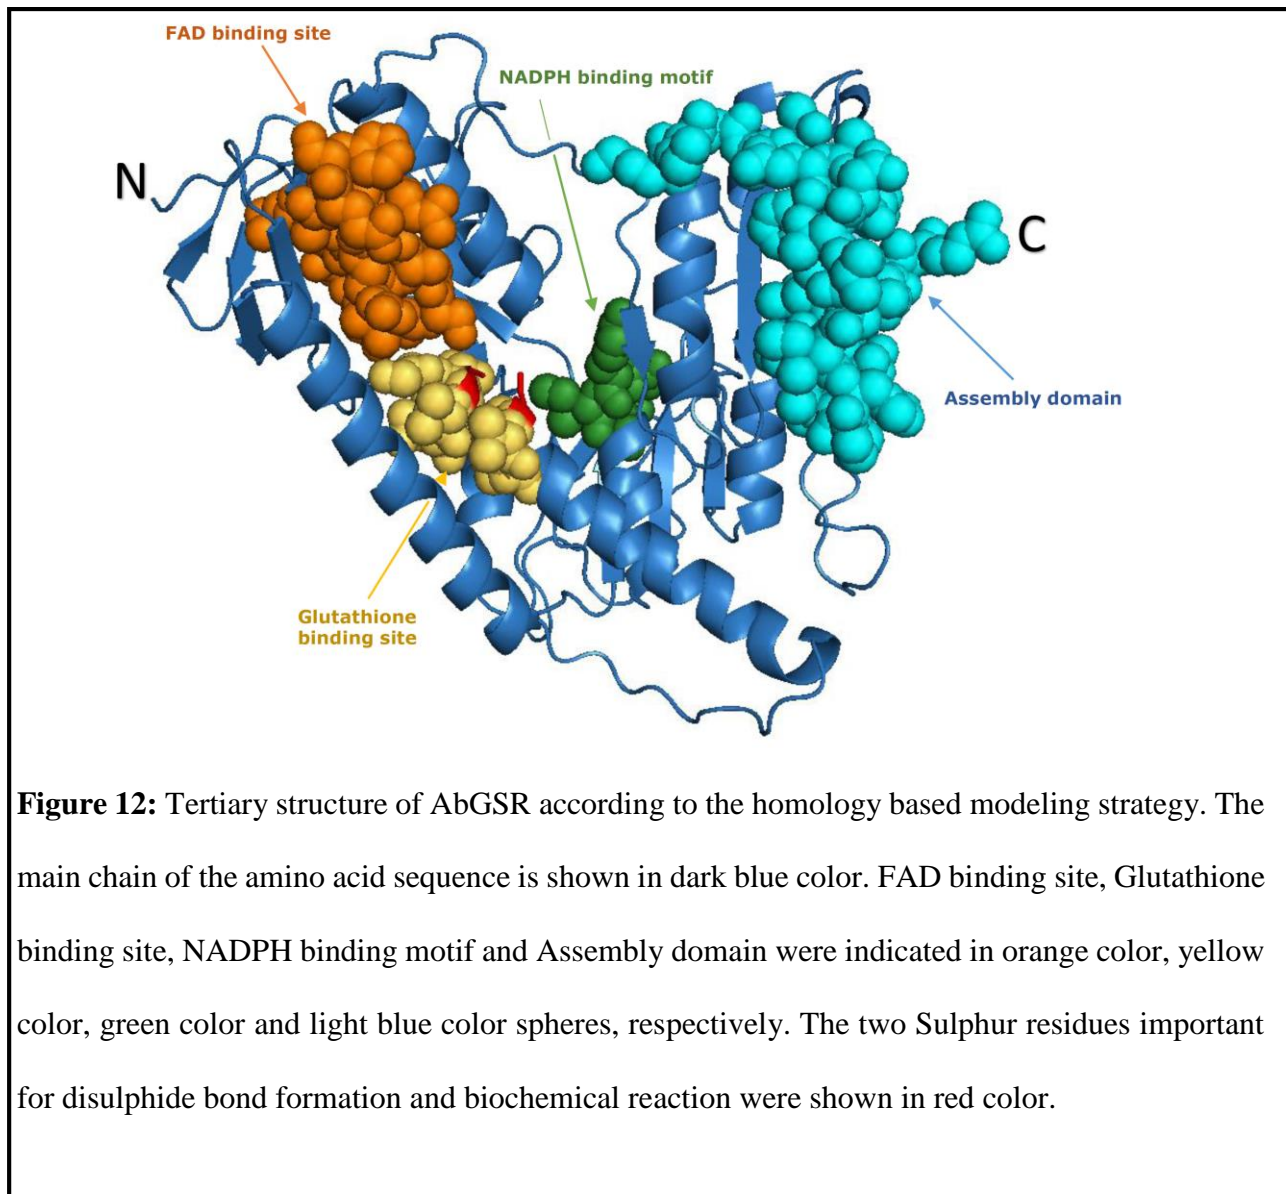 FAD binding site
NADPH binding motif
N
C
Assembly domain
Glutathione
binding site
Figure 12: Tertiary structure of AbGSR according to the homology based modeling strategy. The
main chain of the amino acid sequence is shown in dark blue color. FAD binding site, Glutathione
binding site, NADPH binding motif and Assembly domain were indicated in orange color, yellow
color, green color and light blue color spheres, respectively. The two Sulphur residues important
for disulphide bond formation and biochemical reaction were shown in red color.